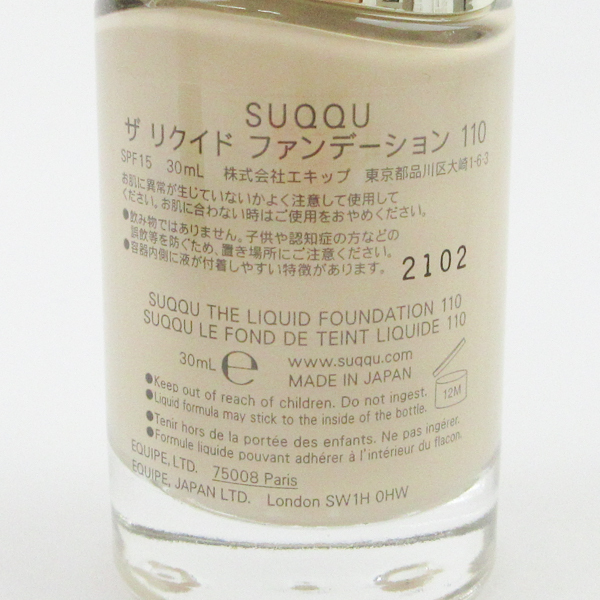 SUQQU
ザ リクイド ファンデーション 110
SPF15 30mL 株式会社エキップ 東京都品川区大崎1-6-3
お肌に異常が生じていないかよく注意して使用して
ください。お肌に合わない時はご使用をおやめください。
●飲み物ではありません。子供や認知症の方などの
誤飲等を防ぐため、置き場所にご注意ください。
●容器内側に液が付着しやすい特徴があります。
2102
SUQQU THE LIQUID FOUNDATION 110
SUQQU LE FOND DE TEINT LIQUIDE 110
30mL ℮ www.suqqu.com
MADE IN JAPAN
12M
●Keep out of reach of children. Do not ingest.
●Liquid formula may stick to the inside of the bottle.
●Tenir hors de la portée des enfants. Ne pas ingérer.
●Formule liquide pouvant adhérer à l'intérieur du flacon.
EQUIPE, LTD. 75008 Paris
EQUIPE, JAPAN LTD. London SW1H 0HW